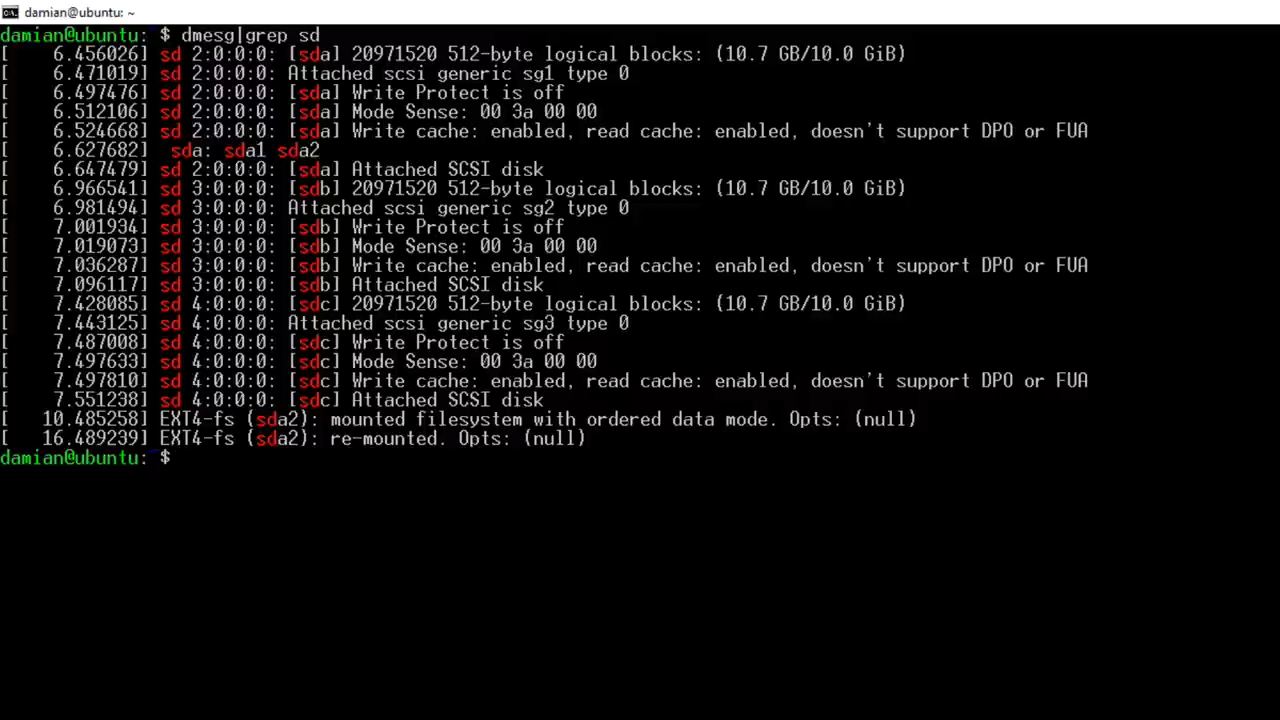 damian@ubuntu: ~
damian@ubuntu:~$ dmesg|grep sd
[    6.456026] sd 2:0:0:0: [sda] 20971520 512-byte logical blocks: (10.7 GB/10.0 GiB)
[    6.471019] sd 2:0:0:0: Attached scsi generic sg1 type 0
[    6.497476] sd 2:0:0:0: [sda] Write Protect is off
[    6.512106] sd 2:0:0:0: [sda] Mode Sense: 00 3a 00 00
[    6.524668] sd 2:0:0:0: [sda] Write cache: enabled, read cache: enabled, doesn't support DPO or FUA
[    6.627682]  sda: sda1 sda2
[    6.647479] sd 2:0:0:0: [sda] Attached SCSI disk
[    6.966541] sd 3:0:0:0: [sdb] 20971520 512-byte logical blocks: (10.7 GB/10.0 GiB)
[    6.981494] sd 3:0:0:0: Attached scsi generic sg2 type 0
[    7.001934] sd 3:0:0:0: [sdb] Write Protect is off
[    7.019073] sd 3:0:0:0: [sdb] Mode Sense: 00 3a 00 00
[    7.036287] sd 3:0:0:0: [sdb] Write cache: enabled, read cache: enabled, doesn't support DPO or FUA
[    7.096117] sd 3:0:0:0: [sdb] Attached SCSI disk
[    7.428085] sd 4:0:0:0: [sdc] 20971520 512-byte logical blocks: (10.7 GB/10.0 GiB)
[    7.443125] sd 4:0:0:0: Attached scsi generic sg3 type 0
[    7.487008] sd 4:0:0:0: [sdc] Write Protect is off
[    7.497633] sd 4:0:0:0: [sdc] Mode Sense: 00 3a 00 00
[    7.497810] sd 4:0:0:0: [sdc] Write cache: enabled, read cache: enabled, doesn't support DPO or FUA
[    7.551238] sd 4:0:0:0: [sdc] Attached SCSI disk
[   10.485258] EXT4-fs (sda2): mounted filesystem with ordered data mode. Opts: (null)
[   16.489239] EXT4-fs (sda2): re-mounted. Opts: (null)
damian@ubuntu:~$